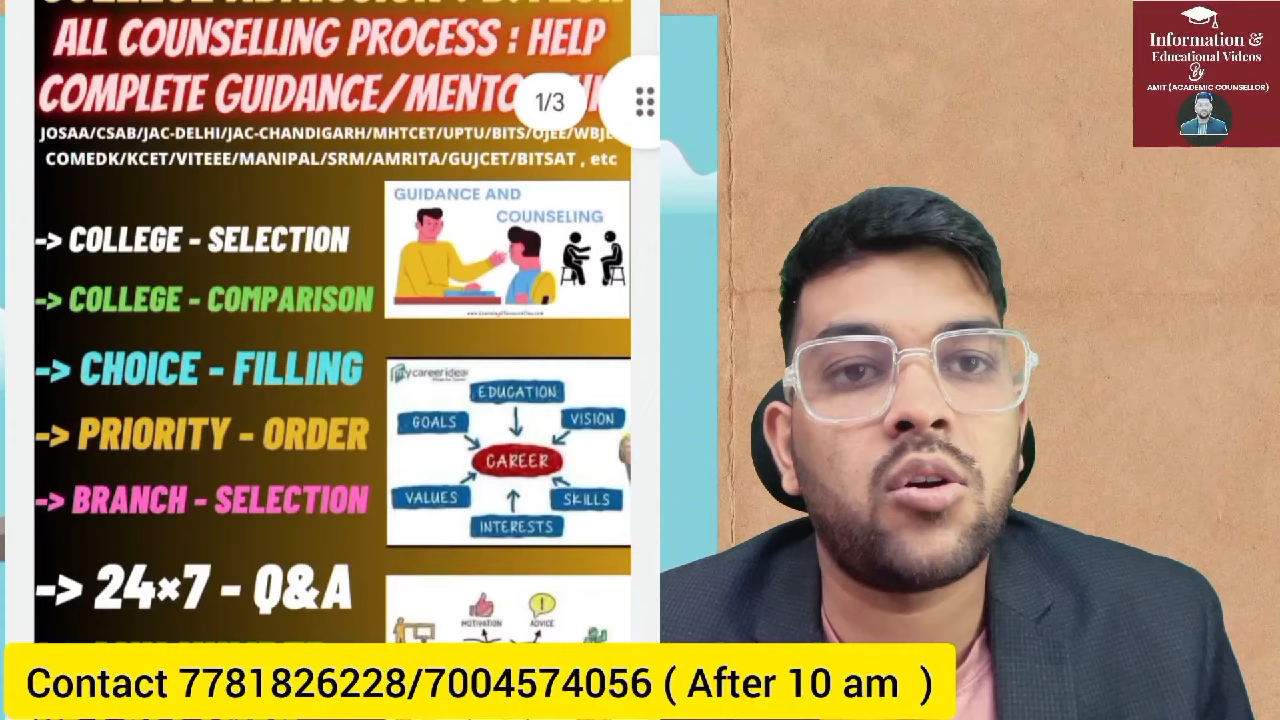 COLLEGE ADMISSION : B.TECH
ALL COUNSELLING PROCESS : HELP
COMPLETE GUIDANCE/
1/3
JOSAA/CSAB/JAC-DELHI/JAC-CHANDIGARH/MHTCET/UPTU/BITS/OJEE/
COMEDK/KCET/VITEEE/MANIPAL/SRM/AMRITA/GUJCET/BITSAT , etc
GUIDANCE AND
COUNSELING
-> COLLEGE - SELECTION
-> COLLEGE - COMPARISON
-> CHOICE - FILLING
-> PRIORITY - ORDER
-> BRANCH - SELECTION
-> 24×7 - Q&A
EDUCATION
GOALS
VISION
CAREER
VALUES
SKILLS
INTERESTS
MOTIVATION
ADVICE
Contact 7781826228/7004574056 ( After 10 am )
Information &
Educational Videos
By
AMIT (ACADEMIC COUNSELLOR)